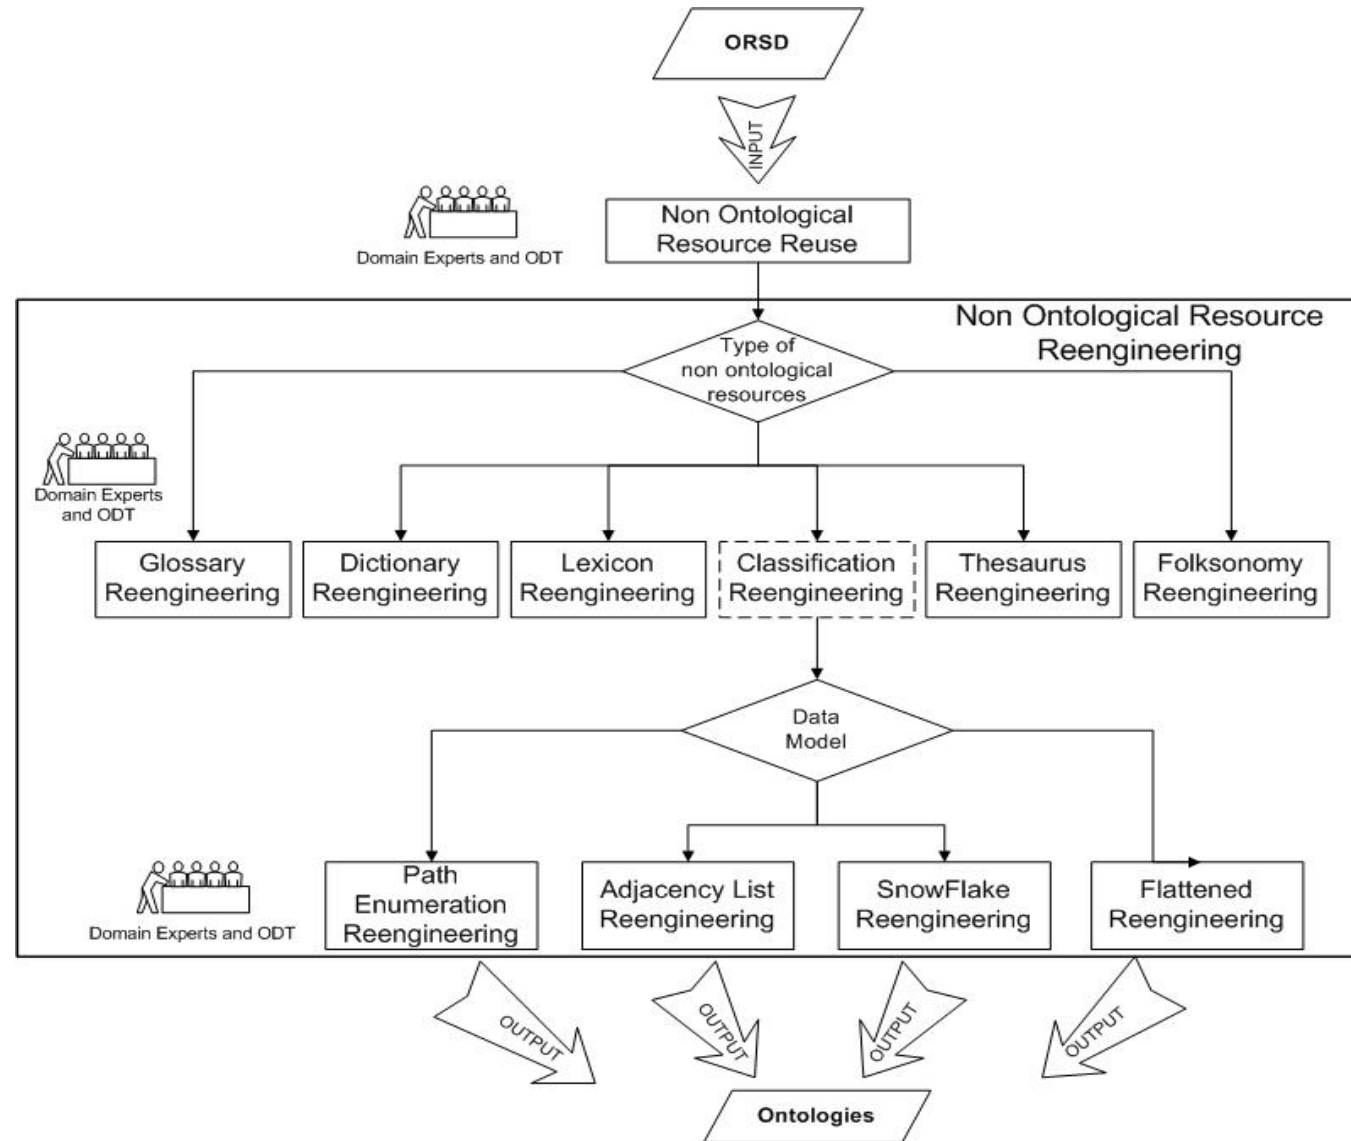 ORSD
INPUT
Non Ontological
Resource Reuse
Domain Experts and ODT
Non Ontological Resource
Reengineering
Type of
non ontological
resources
Domain Experts
and ODT
Glossary
Reengineering
Dictionary
Reengineering
Lexicon
Reengineering
Classification
Reengineering
Thesaurus
Reengineering
Folksonomy
Reengineering
Data
Model
Domain Experts and ODT
Path
Enumeration
Reengineering
Adjacency List
Reengineering
SnowFlake
Reengineering
Flattened
Reengineering
OUTPUT
OUTPUT
OUTPUT
OUTPUT
Ontologies